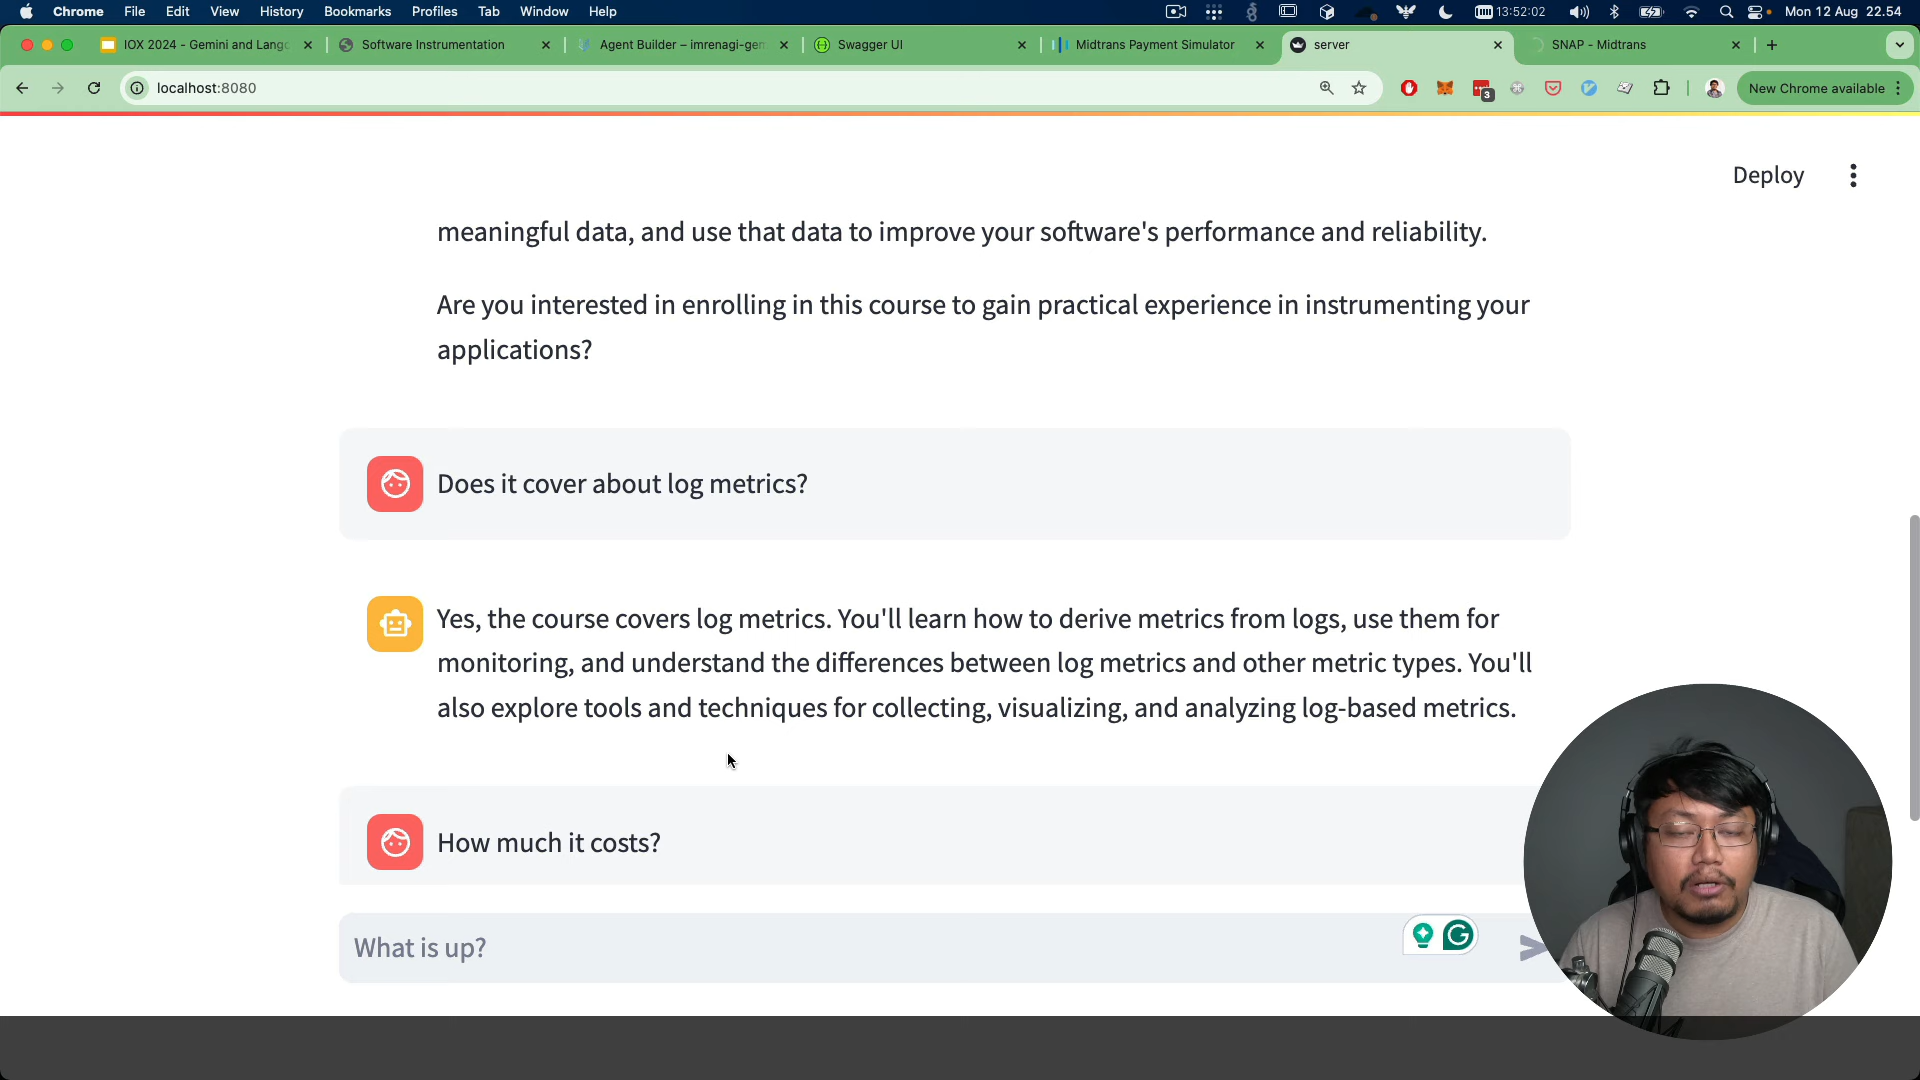 Chrome File Edit View History Bookmarks Profiles Tab Window Help 13:52:02 Mon 12 Aug 22.54
IOX 2024 - Gemini and Lang Software Instrumentation Agent Builder – imrenagi-gem Swagger UI Midtrans Payment Simulator server SNAP - Midtrans
localhost:8080 3 New Chrome available
Deploy
meaningful data, and use that data to improve your software's performance and reliability.
Are you interested in enrolling in this course to gain practical experience in instrumenting your
applications?
Does it cover about log metrics?
Yes, the course covers log metrics. You'll learn how to derive metrics from logs, use them for
monitoring, and understand the differences between log metrics and other metric types. You'll
also explore tools and techniques for collecting, visualizing, and analyzing log-based metrics.
How much it costs?
What is up?